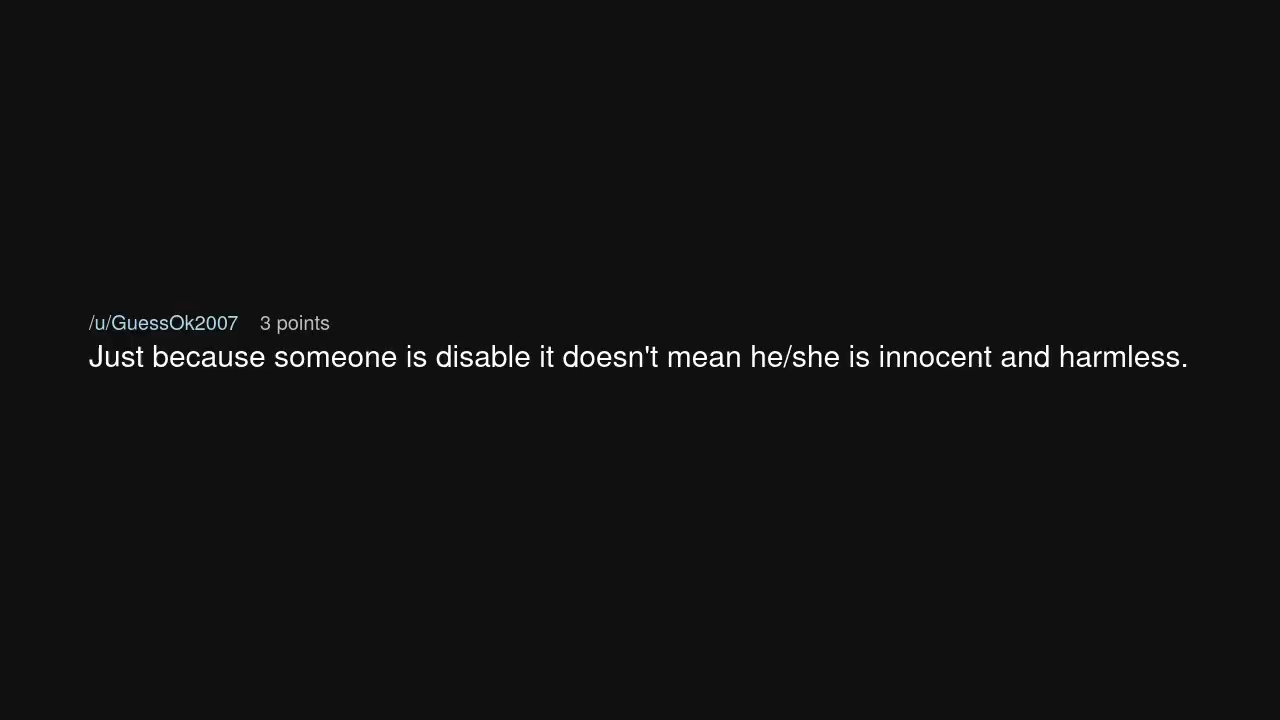 /u/GuessOk2007 3 points
Just because someone is disable it doesn't mean he/she is innocent and harmless.